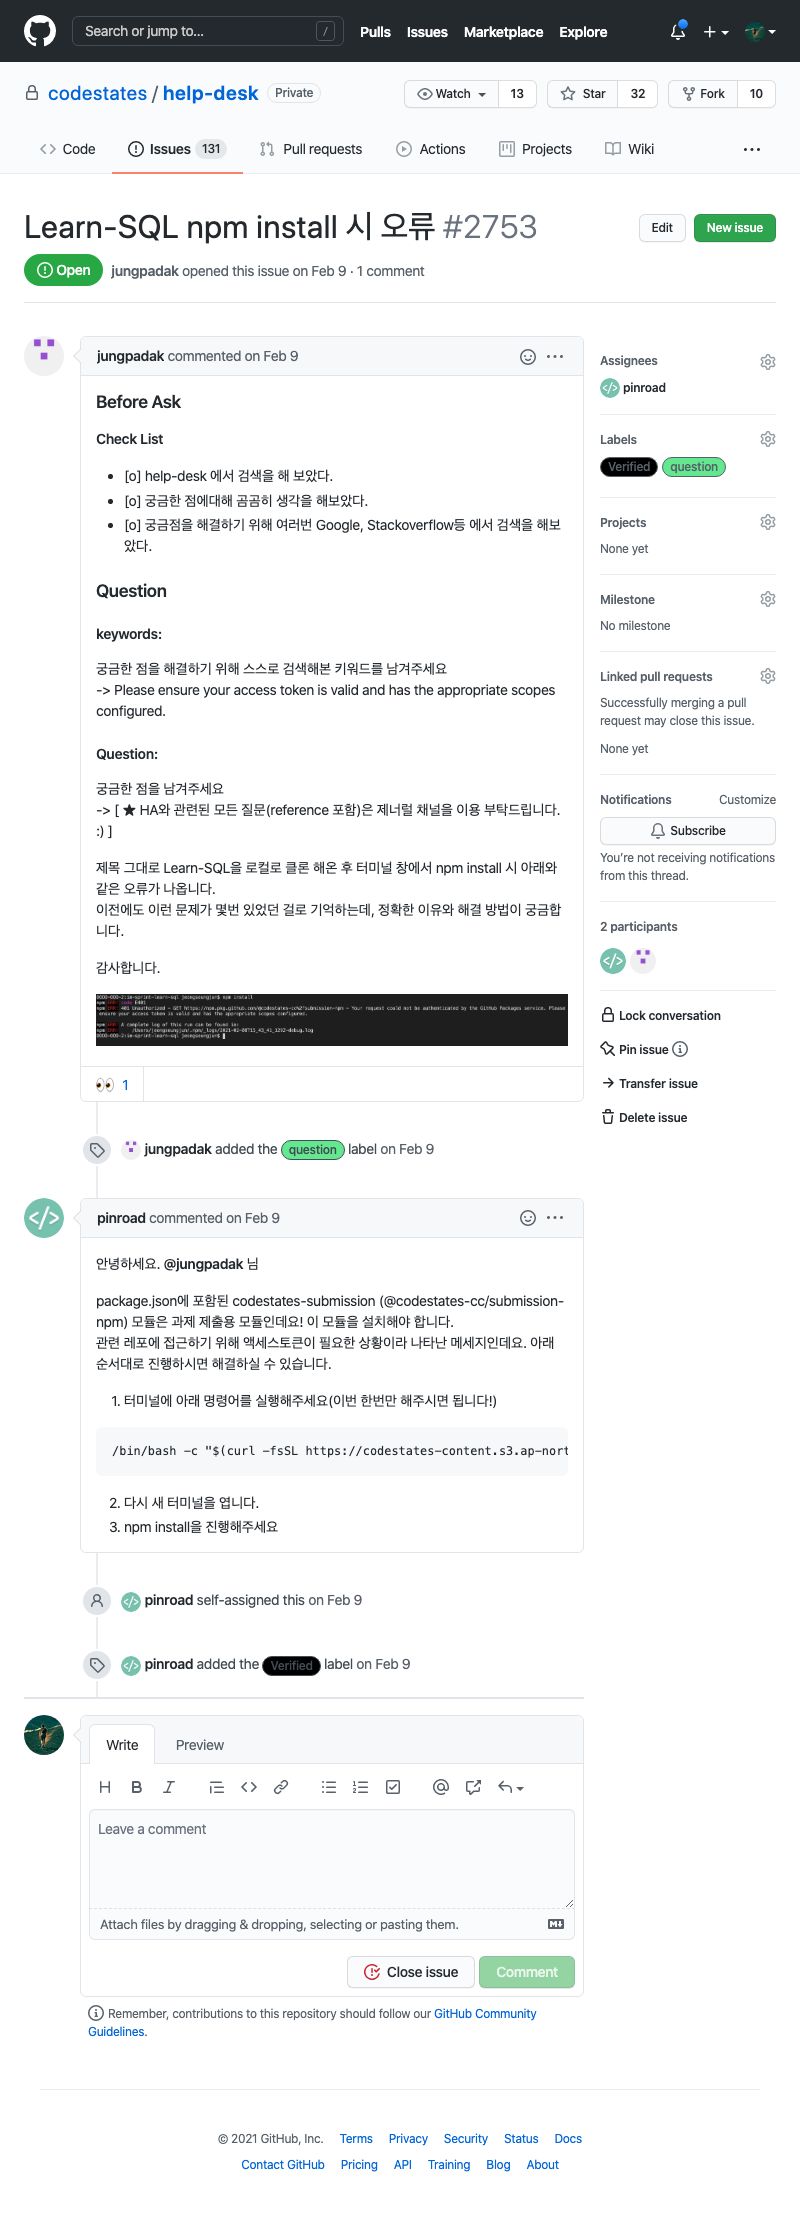 Search or jump to... /
Pulls Issues Marketplace Explore
codestates / help-desk Private
Watch 13 Star 32 Fork 10
Code Issues 131 Pull requests Actions Projects Wiki
Learn-SQL npm install 시 오류 #2753
Edit New issue
Open jungpadak opened this issue on Feb 9 · 1 comment
jungpadak commented on Feb 9
Before Ask
Check List
• [o] help-desk 에서 검색을 해 보았다.
• [o] 궁금한 점에대해 곰곰히 생각을 해보았다.
• [o] 궁금점을 해결하기 위해 여러번 Google, Stackoverflow등 에서 검색을 해보
았다.
Question
keywords:
궁금한 점을 해결하기 위해 스스로 검색해본 키워드를 남겨주세요
-> Please ensure your access token is valid and has the appropriate scopes
configured.
Question:
궁금한 점을 남겨주세요
-> [ ★ HA와 관련된 모든 질문(reference 포함)은 제너럴 채널을 이용 부탁드립니다.
:) ]
제목 그대로 Learn-SQL을 로컬로 클론 해온 후 터미널 창에서 npm install 시 아래와
같은 오류가 나옵니다.
이전에도 이런 문제가 몇번 있었던 걸로 기억하는데, 정확한 이유와 해결 방법이 궁금합
니다.
감사합니다.
npm ERR! code E401
npm ERR! A complete log of this run can be found in:
👀 1
jungpadak added the question label on Feb 9
pinroad commented on Feb 9
안녕하세요. @jungpadak 님
package.json에 포함된 codestates-submission (@codestates-cc/submission-
npm) 모듈은 과제 제출용 모듈인데요! 이 모듈을 설치해야 합니다.
관련 레포에 접근하기 위해 액세스토큰이 필요한 상황이라 나타난 메세지인데요. 아래
순서대로 진행하시면 해결하실 수 있습니다.
1. 터미널에 아래 명령어를 실행해주세요(이번 한번만 해주시면 됩니다!)
/bin/bash -c "$(curl -fsSL https://codestates-content.s3.ap-nort
2. 다시 새 터미널을 엽니다.
3. npm install을 진행해주세요
pinroad self-assigned this on Feb 9
pinroad added the Verified label on Feb 9
Write Preview
Leave a comment
Attach files by dragging & dropping, selecting or pasting them.
Close issue Comment
Remember, contributions to this repository should follow our GitHub Community
Guidelines.
Assignees
pinroad
Labels
Verified question
Projects
None yet
Milestone
No milestone
Linked pull requests
Successfully merging a pull
request may close this issue.
None yet
Notifications Customize
Subscribe
You're not receiving notifications
from this thread.
2 participants
Lock conversation
Pin issue
Transfer issue
Delete issue
© 2021 GitHub, Inc. Terms Privacy Security Status Docs
Contact GitHub Pricing API Training Blog About